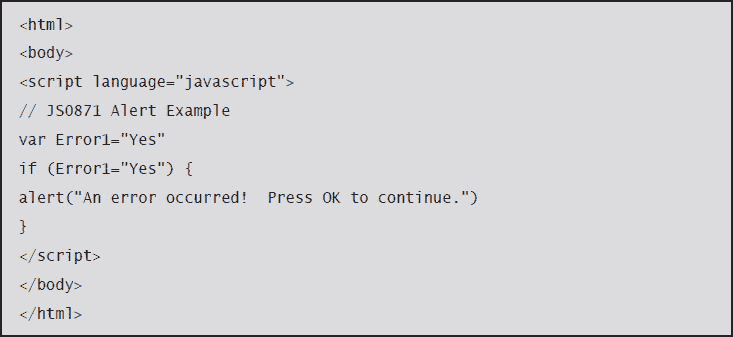 <html>
<body>
<script language="javascript">
// JS0871 Alert Example
var Error1="Yes"
if (Error1="Yes") {
alert("An error occurred!  Press OK to continue.")
}
</script>
</body>
</html>